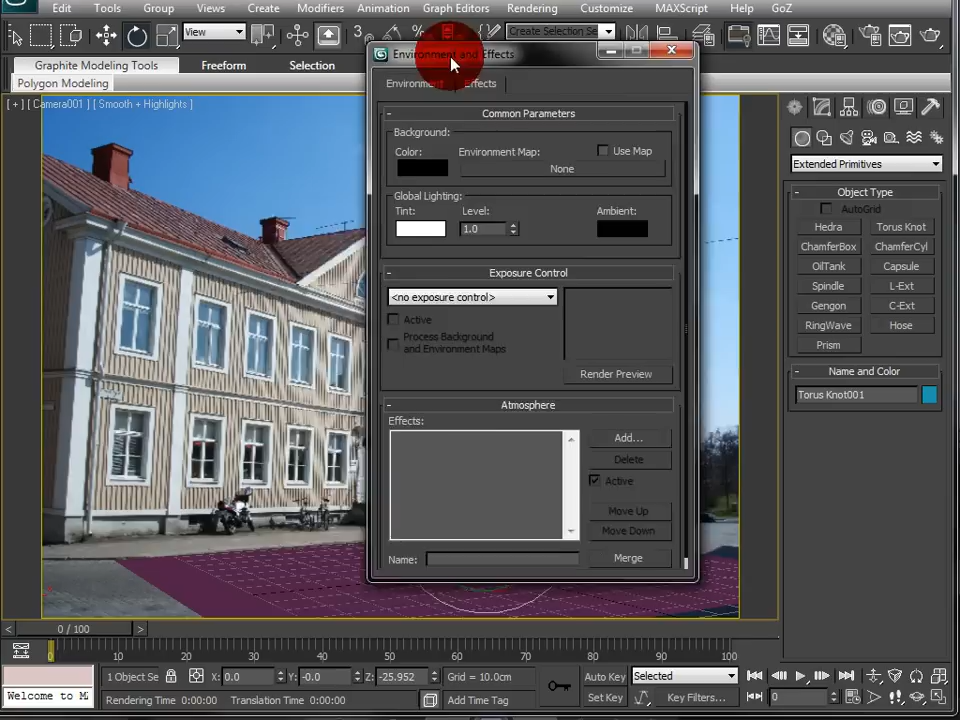 Edit Tools Group Views Create Modifiers Animation Graph Editors Rendering Customize MAXScript Help GoZ
View 3 % Create Selection Se
Graphite Modeling Tools Freeform Selection
Polygon Modeling
[ + ] [ Camera001 ] [ Smooth + Highlights ]
Environment and Effects
Environment Effects
- Common Parameters
Background:
Color: Environment Map: Use Map
None
Global Lighting:
Tint: Level: Ambient:
1.0
- Exposure Control
<no exposure control>
Active
Process Background
and Environment Maps
Render Preview
- Atmosphere
Effects:
Add...
Delete
Active
Move Up
Move Down
Name: Merge
Extended Primitives
- Object Type
AutoGrid
Hedra Torus Knot
ChamferBox ChamferCyl
OilTank Capsule
Spindle L-Ext
Gengon C-Ext
RingWave Hose
Prism
- Name and Color
Torus Knot001
< 0 / 100 >
0 10 20 30 40 50 60 70 80 90 100
1 Object Se X: 0.0 Y: -0.0 Z: -25.952 Grid = 10.0cm Auto Key Selected
Welcome to M Rendering Time 0:00:00 Translation Time 0:00:00 Add Time Tag Set Key Key Filters... 0